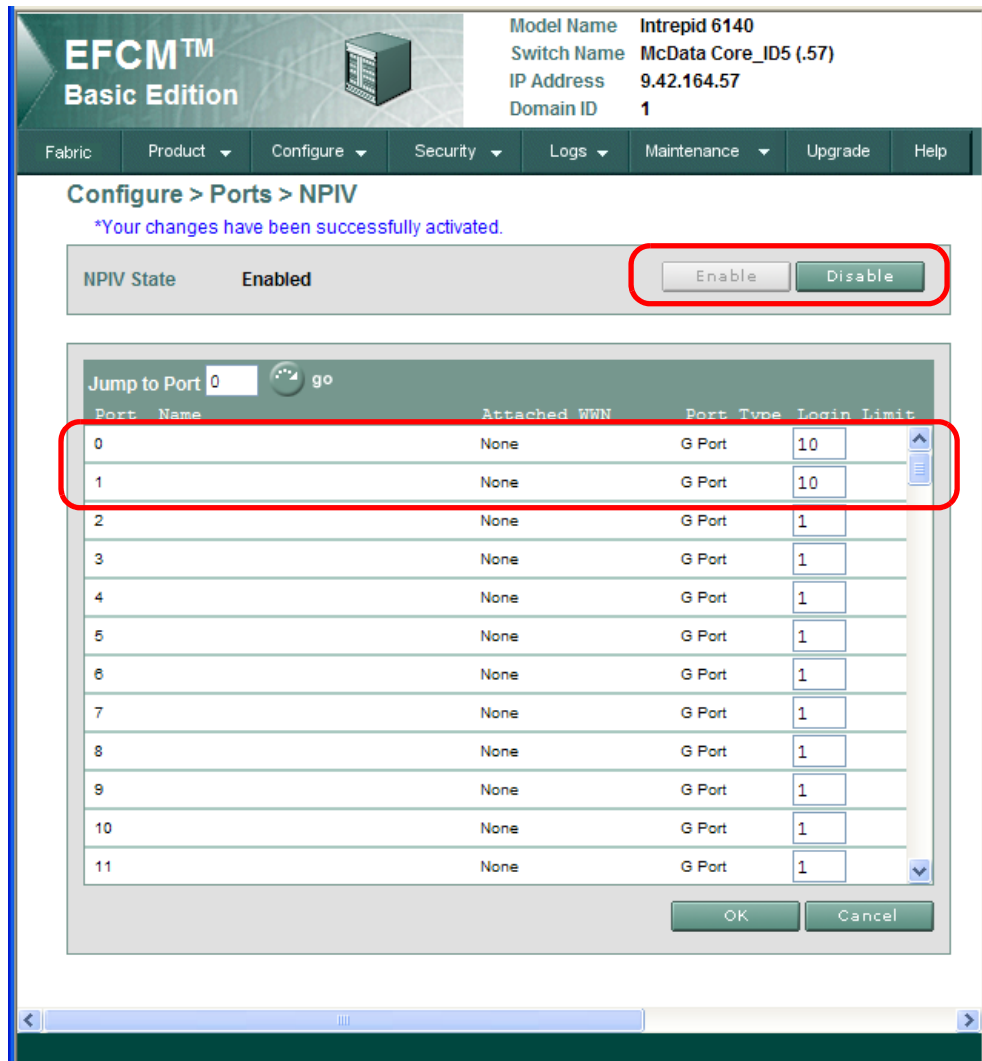 EFCM™
Basic Edition
Model Name Intrepid 6140
Switch Name McData Core_ID5 (.57)
IP Address 9.42.164.57
Domain ID 1
Fabric Product Configure Security Logs Maintenance Upgrade Help
Configure > Ports > NPIV
*Your changes have been successfully activated.
NPIV State Enabled Enable Disable
Jump to Port 0 go
Port Name Attached WWN Port Type Login Limit
0 None G Port 10
1 None G Port 10
2 None G Port 1
3 None G Port 1
4 None G Port 1
5 None G Port 1
6 None G Port 1
7 None G Port 1
8 None G Port 1
9 None G Port 1
10 None G Port 1
11 None G Port 1
OK Cancel